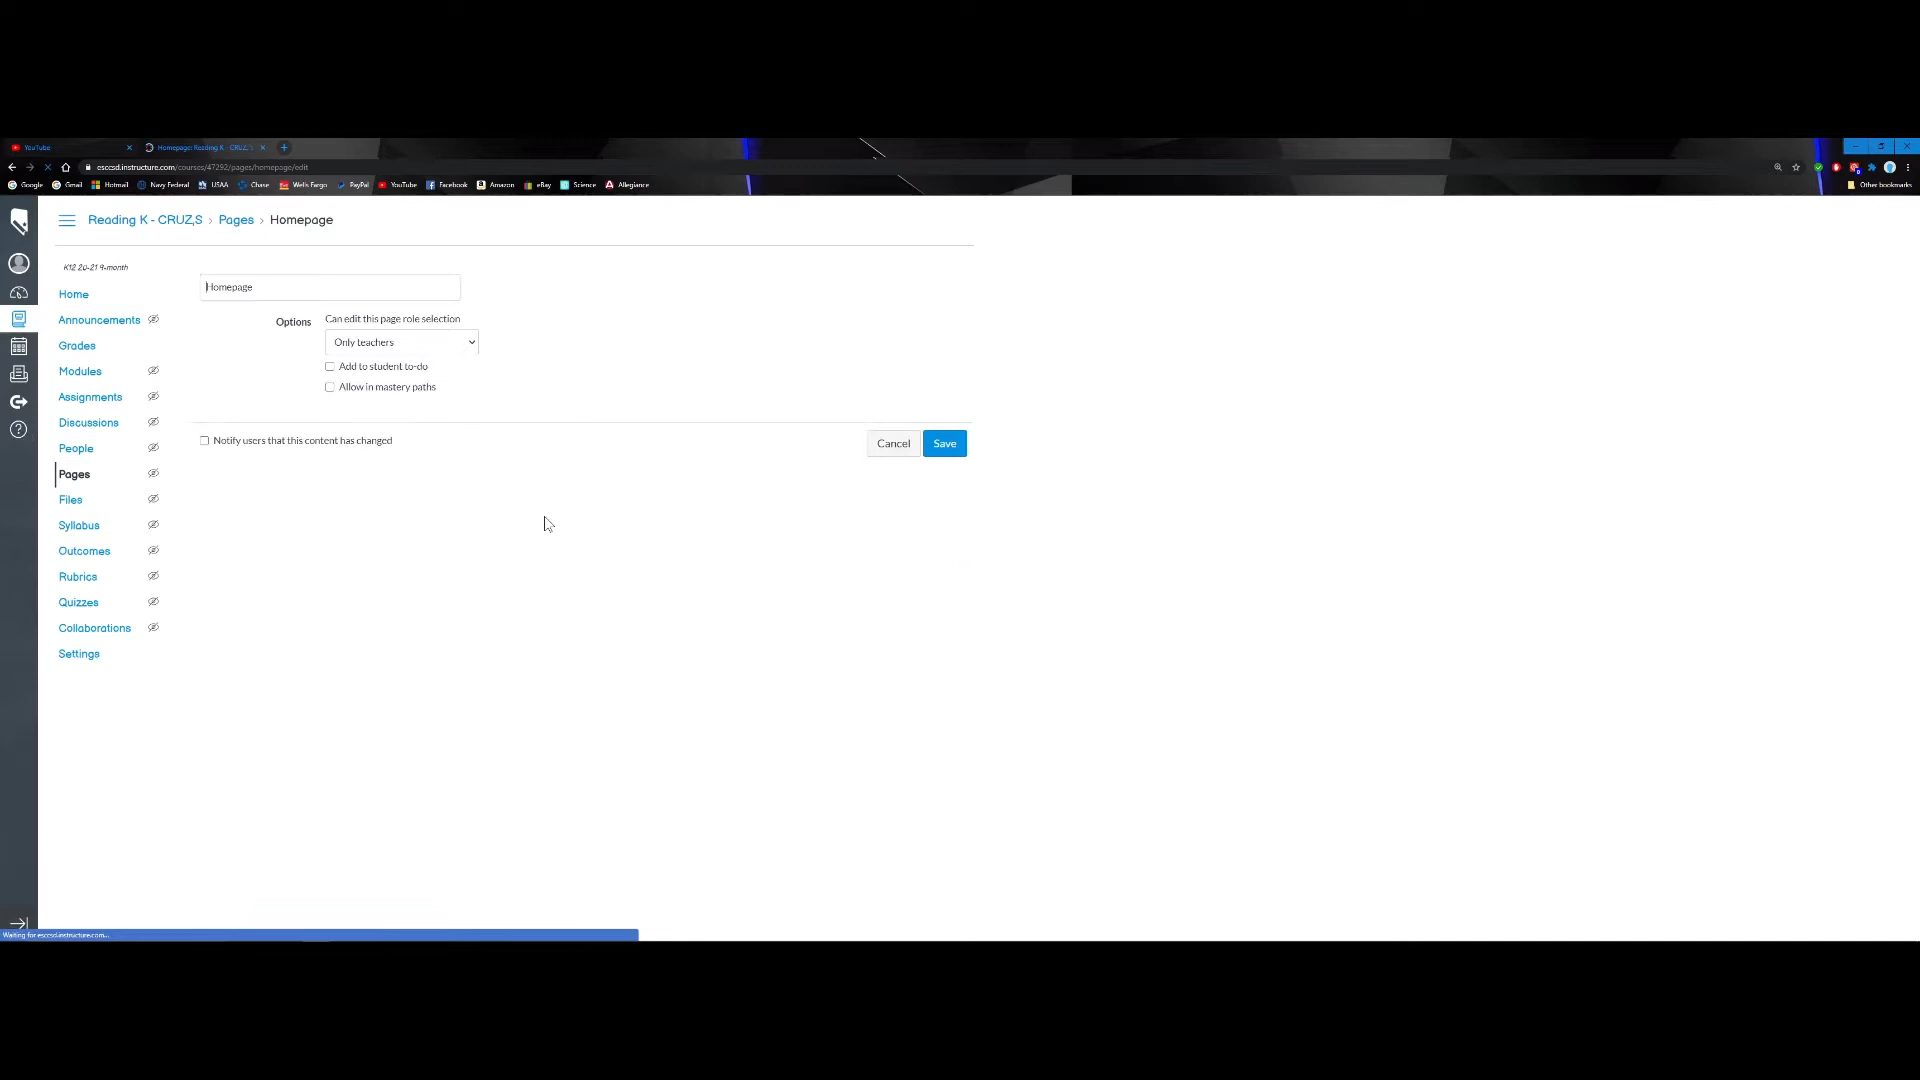 YouTube
Homepage: Reading K - CRUZ,S
esccsd.instructure.com/courses/47292/pages/homepage/edit
Google Gmail Hotmail Navy Federal USAA Chase Wells Fargo PayPal YouTube Facebook Amazon eBay Science Allegiance Other bookmarks
Reading K - CRUZ,S › Pages › Homepage
K12 20-21 9-month
Homepage
Home
Announcements
Grades
Modules
Assignments
Discussions
People
Pages
Files
Syllabus
Outcomes
Rubrics
Quizzes
Collaborations
Settings
Options
Can edit this page role selection
Only teachers
Add to student to-do
Allow in mastery paths
Notify users that this content has changed
Cancel Save
Waiting for esccsd.instructure.com...